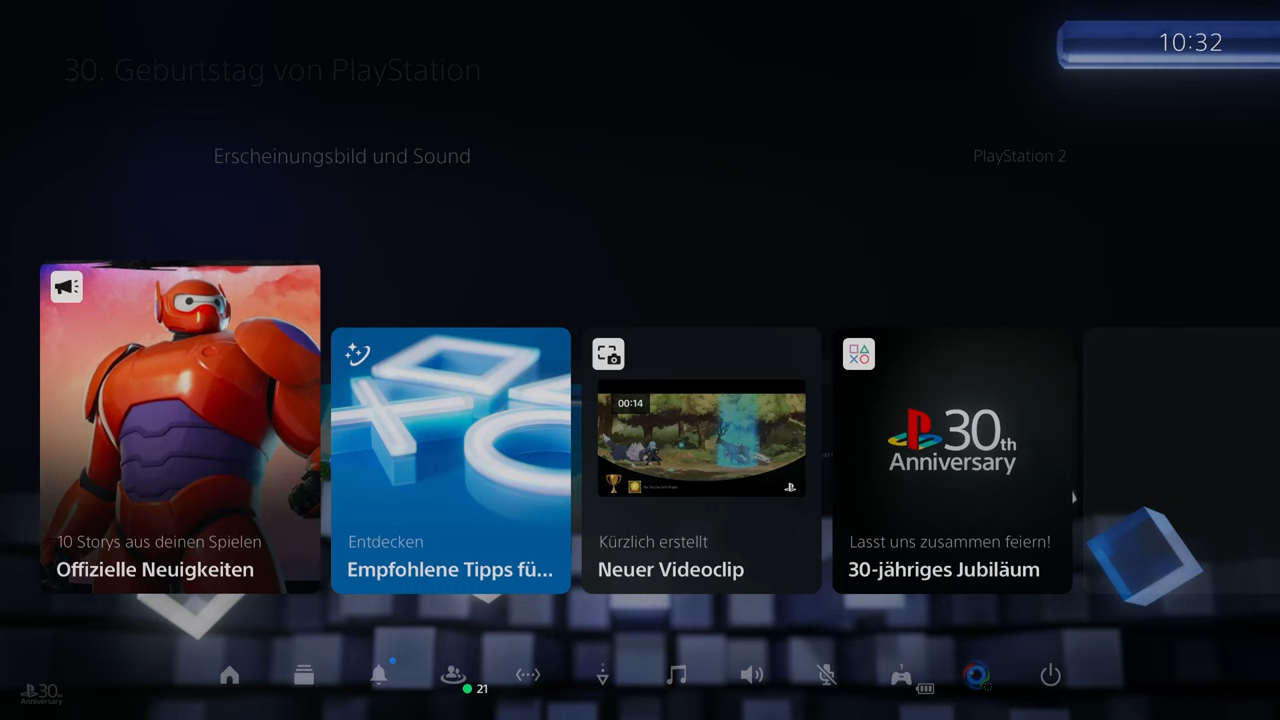 10:32
30. Geburtstag von PlayStation
Erscheinungsbild und Sound
PlayStation 2
00:14
30th
Anniversary
10 Storys aus deinen Spielen
Offizielle Neuigkeiten
Entdecken
Empfohlene Tipps fü...
Kürzlich erstellt
Neuer Videoclip
Lasst uns zusammen feiern!
30-jähriges Jubiläum
21
30th
Anniversary